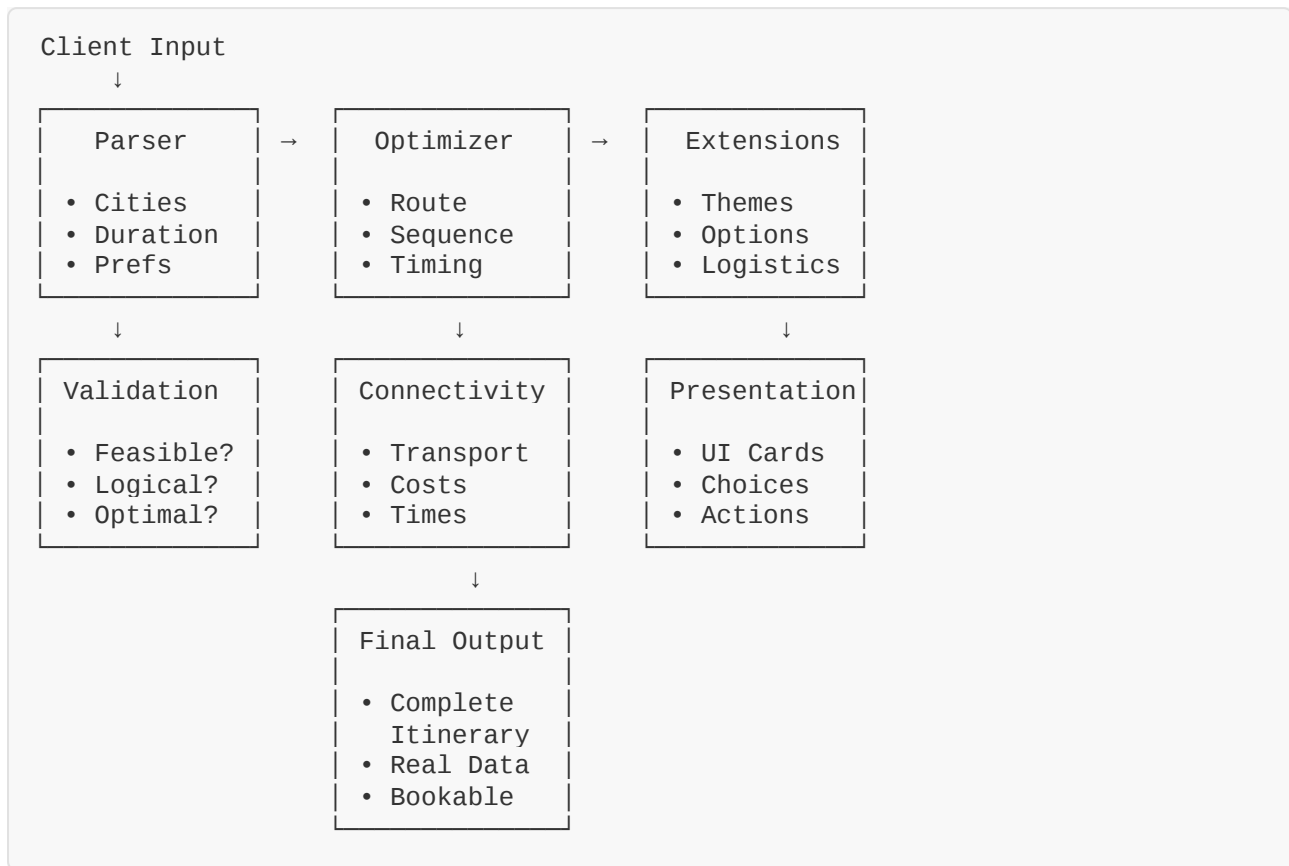 Client Input
↓
Parser → Optimizer → Extensions
• Cities • Route • Themes
• Duration • Sequence • Options
• Prefs • Timing • Logistics
↓ ↓ ↓
Validation Connectivity Presentation
• Feasible? • Transport • UI Cards
• Logical? • Costs • Choices
• Optimal? • Times • Actions
↓
Final Output
• Complete
Itinerary
• Real Data
• Bookable